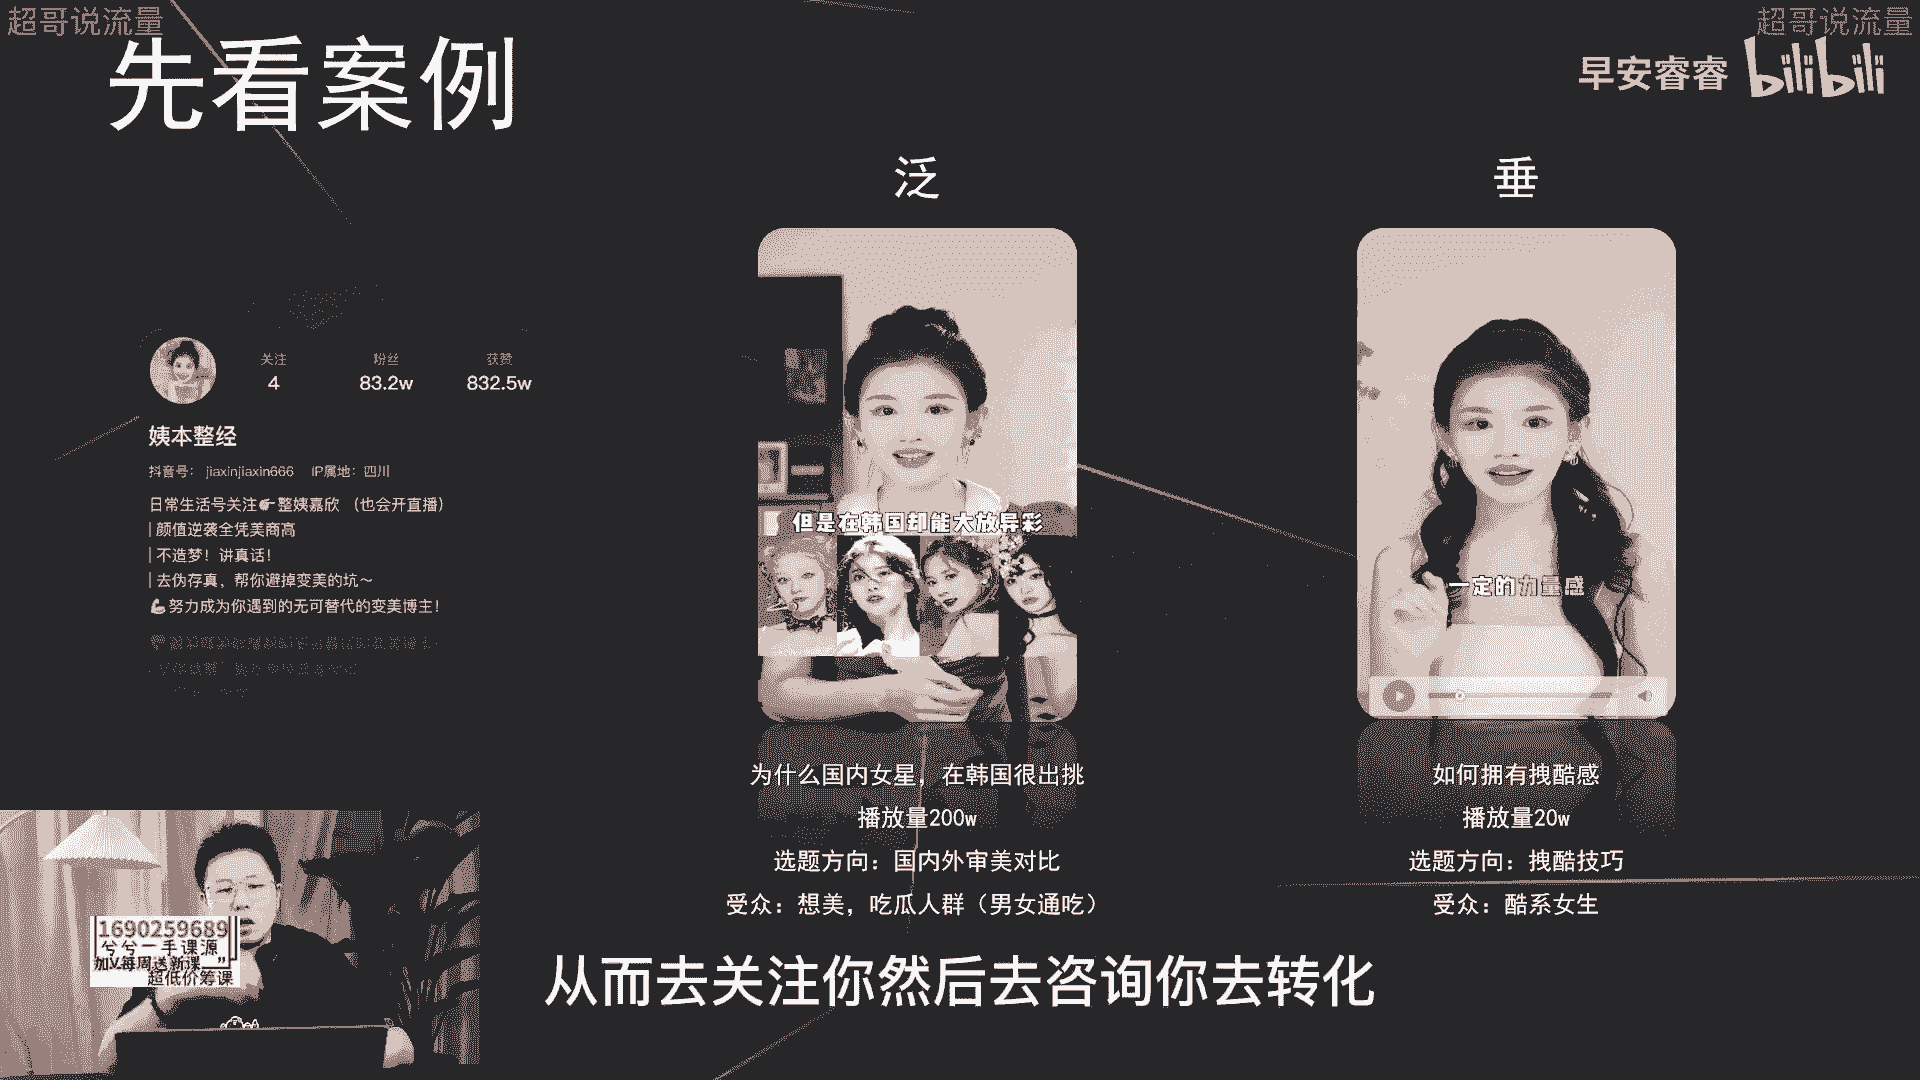 超哥说流量
超哥说流量
先看案例
早安睿睿 bilibili
泛
垂
关注 粉丝 获赞
4 83.2w 832.5w
姨本整经
抖音号： jiaxinjiaxin666 IP属地：四川
日常生活号关注👉整姨嘉欣 （也会开直播）
| 颜值逆袭全凭美商高
| 不造梦！讲真话！
| 去伪存真，帮你避掉变美的坑～
💪努力成为你遇到的无可替代的变美博主！
但是在韩国却能大放异彩
一定的力量感
为什么国内女星，在韩国很出挑
播放量200w
选题方向：国内外审美对比
受众：想美，吃瓜人群（男女通吃）
如何拥有拽酷感
播放量20w
选题方向：拽酷技巧
受众：酷系女生
1690259689
兮兮一手课源
加V每周送新课
超低价筹课
从而去关注你然后去咨询你去转化